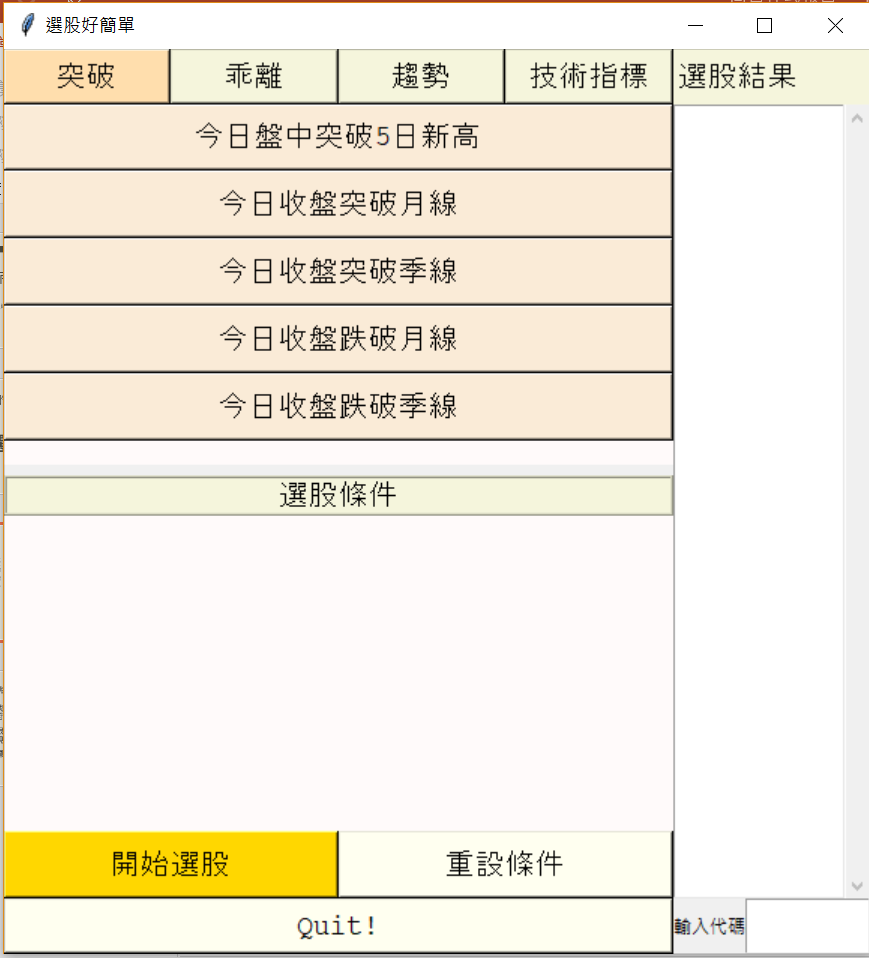 選股好簡單
突破 乖離 趨勢 技術指標 選股結果
今日盤中突破5日新高
今日收盤突破月線
今日收盤突破季線
今日收盤跌破月線
今日收盤跌破季線
選股條件
開始選股 重設條件
Quit! 輸入代碼